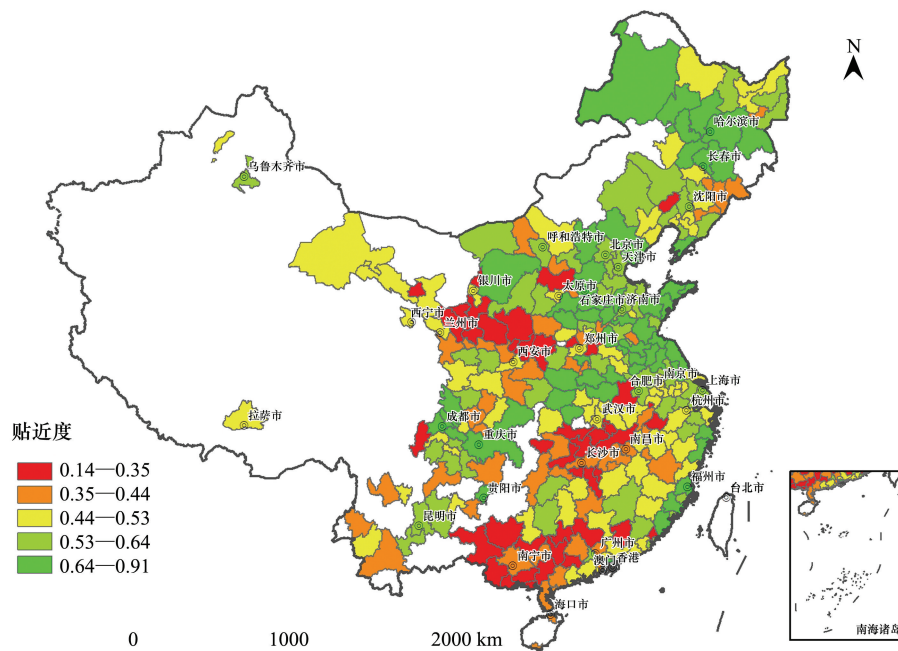 N
哈尔滨市
长春市
乌鲁木齐市
沈阳市
呼和浩特市
北京市
天津市
银川市
太原市
石家庄市
济南市
西宁市
兰州市
郑州市
西安市
南京市
上海市
合肥市
杭州市
拉萨市
成都市
武汉市
贴近度
重庆市
南昌市
长沙市
0.14—0.35
福州市
贵阳市
台北市
0.35—0.44
0.44—0.53
昆明市
0.53—0.64
广州市
澳门
香港
南宁市
0.64—0.91
海口市
南海诸岛
0
1000
2000 km